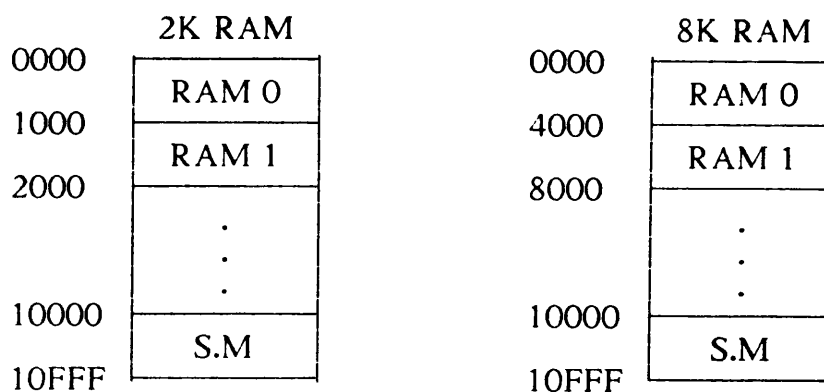 2K RAM
0000
RAM 0
1000
RAM 1
2000
10000
S.M
10FFF
8K RAM
0000
RAM 0
4000
RAM 1
8000
10000
S.M
10FFF